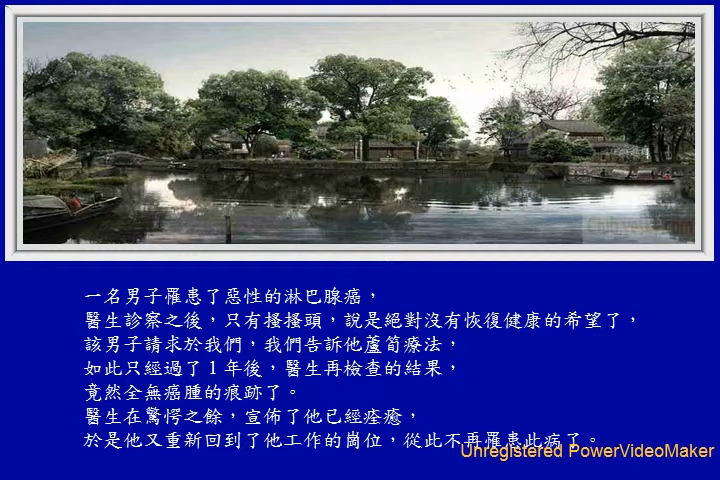 一名男子罹患了惡性的淋巴腺癌，
醫生診察之後，只有搔搔頭，說是絕對沒有恢復健康的希望了，
該男子請求於我們，我們告訴他蘆筍療法，
如此只經過了１年後，醫生再檢查的結果，
竟然全無癌腫的痕跡了。
醫生在驚愕之餘，宣佈了他已經痊癒，
於是他又重新回到了他工作的崗位，從此不再罹患此病了。
Unregistered PowerVideoMaker